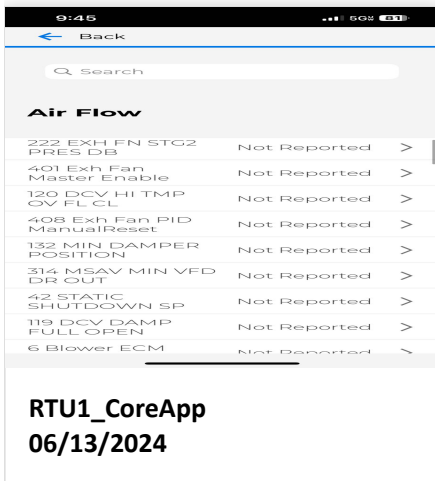 9:45
5G 81
Back
Search
Air Flow
222 EXH FN STG2
PRES DB
Not Reported
401 Exh Fan
Master Enable
Not Reported
120 DCV HI TMP
OV FL CL
Not Reported
408 Exh Fan PID
ManualReset
Not Reported
132 MIN DAMPER
POSITION
Not Reported
314 MSAV MIN VFD
DR OUT
Not Reported
42 STATIC
SHUTDOWN SP
Not Reported
119 DCV DAMP
FULL OPEN
Not Reported
6 Blower ECM
Not Reported
RTU1_CoreApp
06/13/2024